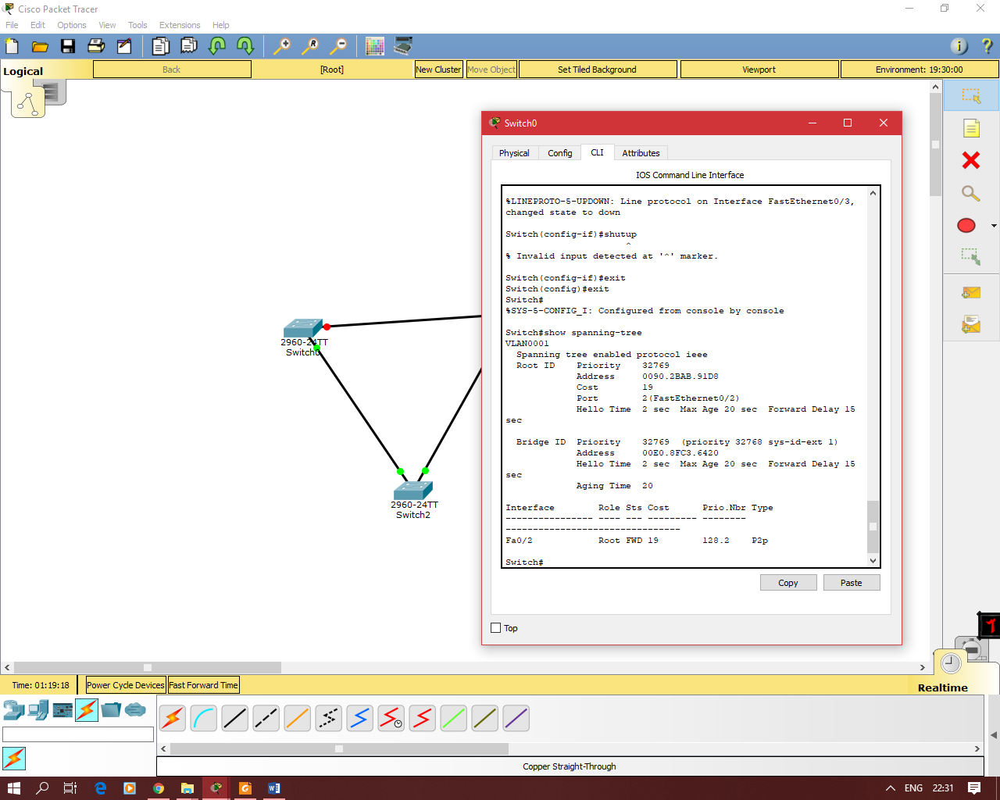 Cisco Packet Tracer
File Edit Options View Tools Extensions Help
Logical Back [Root] New Cluster Move Object Set Tiled Background Viewport Environment: 19:30:00
Switch0
Physical Config CLI Attributes
IOS Command Line Interface
%LINEPROTO-5-UPDOWN: Line protocol on Interface FastEthernet0/3,
changed state to down
Switch(config-if)#shutup
^
% Invalid input detected at '^' marker.
Switch(config-if)#exit
Switch(config)#exit
Switch#
%SYS-5-CONFIG_I: Configured from console by console
Switch#show spanning-tree
VLAN0001
Spanning tree enabled protocol ieee
Root ID Priority 32769
Address 0090.2BAB.91D8
Cost 19
Port 2(FastEthernet0/2)
Hello Time 2 sec Max Age 20 sec Forward Delay 15
sec
Bridge ID Priority 32769 (priority 32768 sys-id-ext 1)
Address 00E0.8FC3.6420
Hello Time 2 sec Max Age 20 sec Forward Delay 15
sec
Aging Time 20
Interface Role Sts Cost Prio.Nbr Type
---------------- ---- --- --------- --------
--------------------------------
Fa0/2 Root FWD 19 128.2 P2p
Switch#
Copy Paste
Top
2960-24TT
Switch0
2960-24TT
Switch2
Time: 01:19:18 Power Cycle Devices Fast Forward Time
Realtime
Copper Straight-Through
ENG 22:31